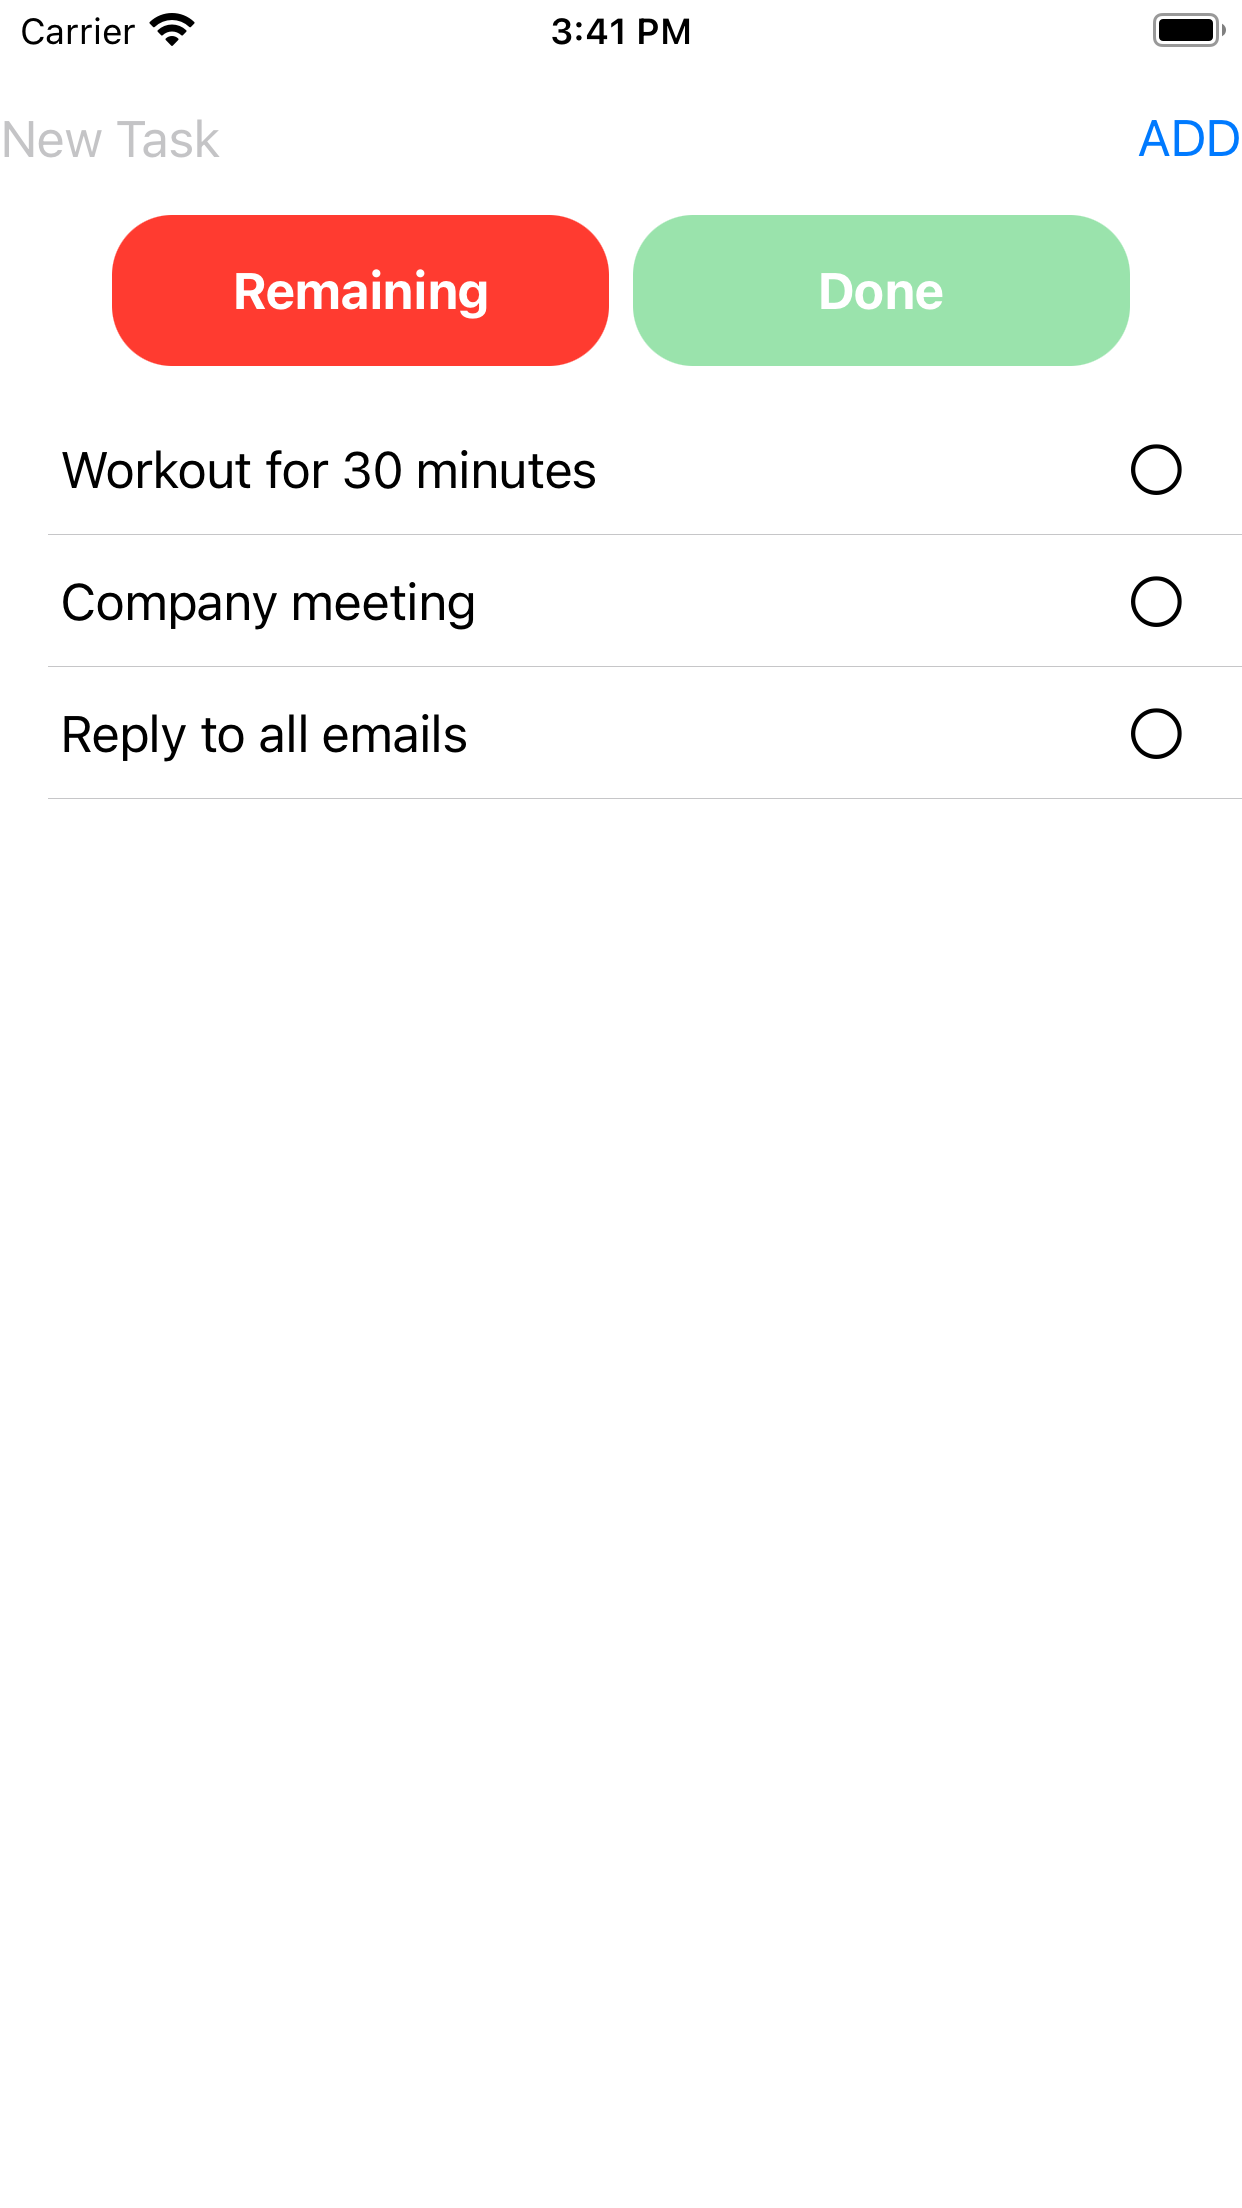 Carrier 3:41 PM
New Task ADD
Remaining Done
Workout for 30 minutes
Company meeting
Reply to all emails